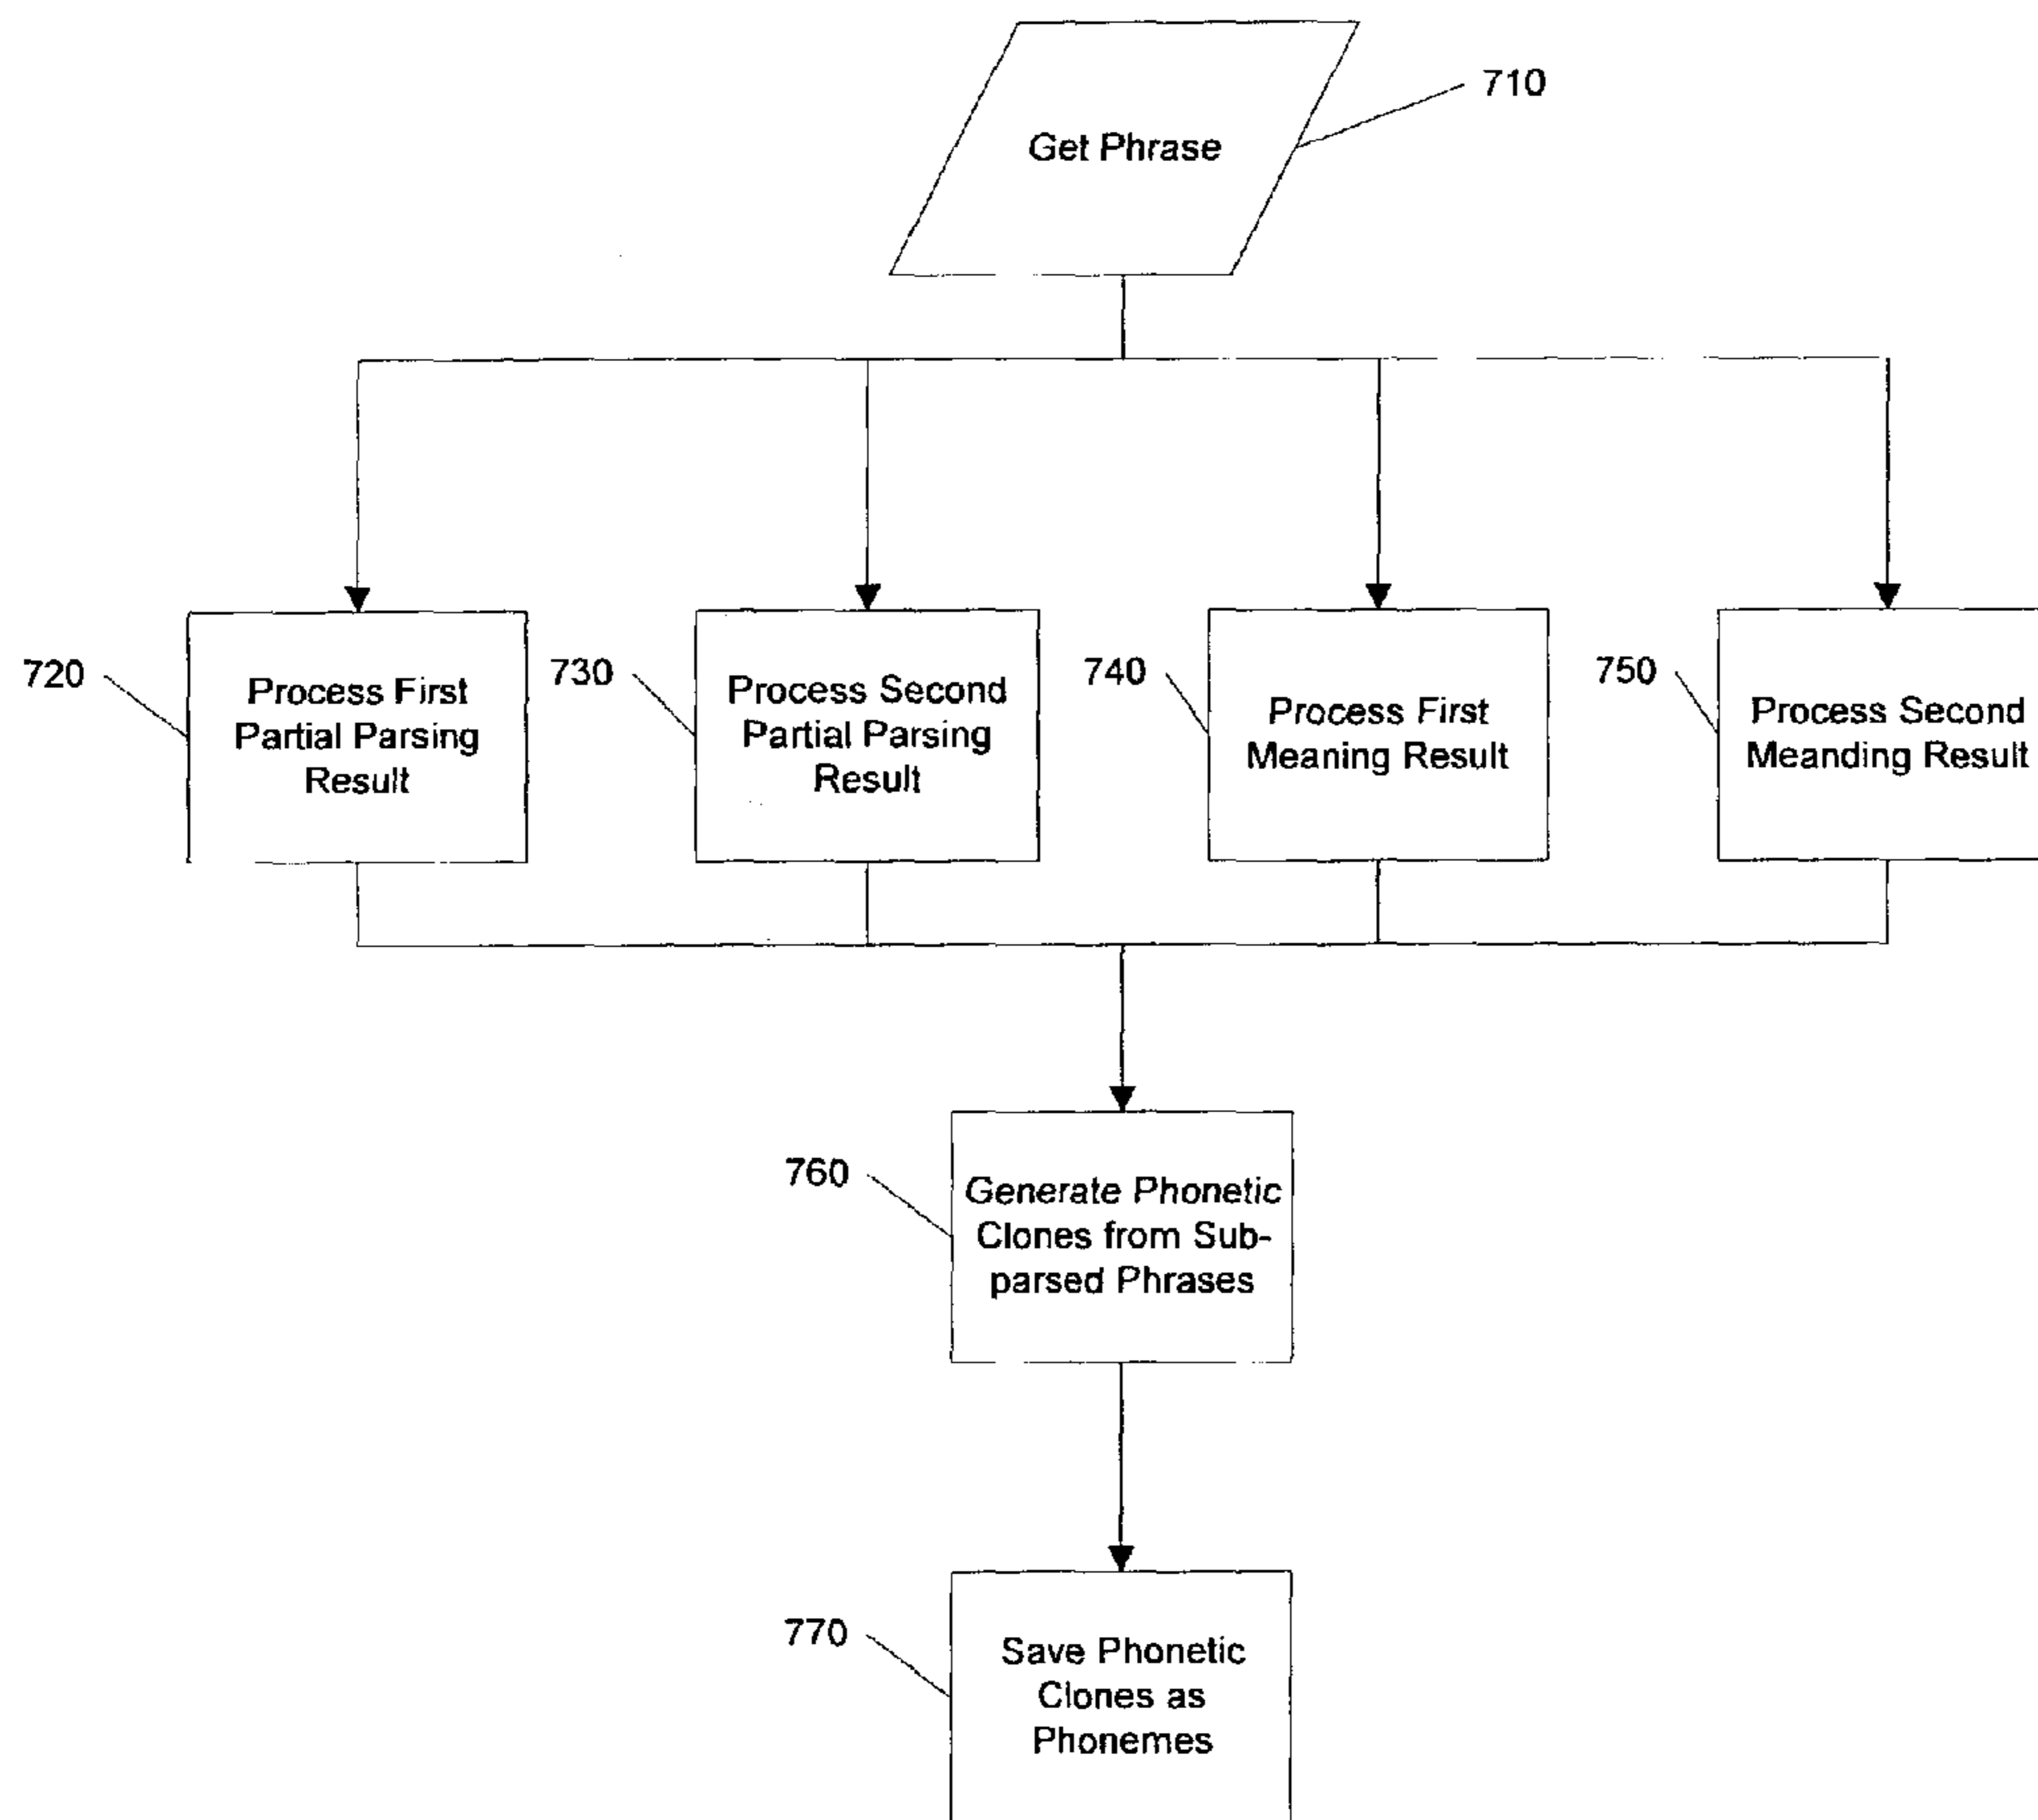 710
Get Phrase
720
Process First
Partial Parsing
Result
730
Process Second
Partial Parsing
Result
740
Process First
Meaning Result
750
Process Second
Meanding Result
760
Generate Phonetic
Clones from Sub-
parsed Phrases
770
Save Phonetic
Clones as
Phonemes